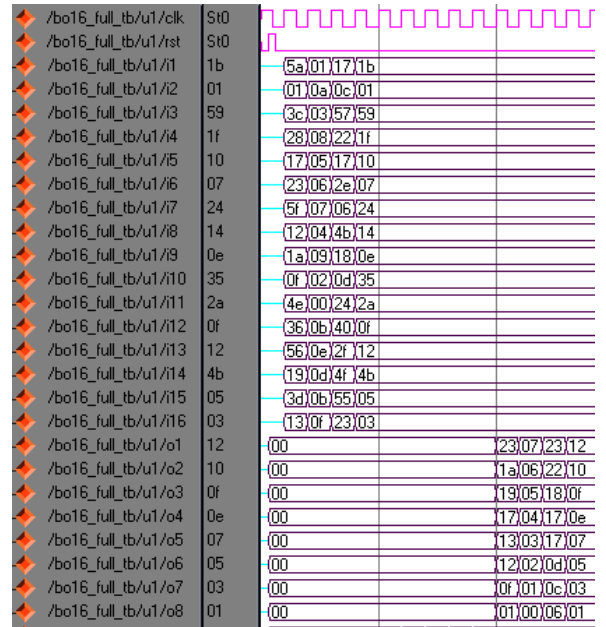 /bo16_full_tb/u1/clk St0
/bo16_full_tb/u1/rst St0
/bo16_full_tb/u1/i1 1b 5a 01 17 1b
/bo16_full_tb/u1/i2 01 01 0a 0c 01
/bo16_full_tb/u1/i3 59 3c 03 57 59
/bo16_full_tb/u1/i4 1f 28 08 22 1f
/bo16_full_tb/u1/i5 10 17 05 17 10
/bo16_full_tb/u1/i6 07 23 06 2e 07
/bo16_full_tb/u1/i7 24 5f 07 06 24
/bo16_full_tb/u1/i8 14 12 04 4b 14
/bo16_full_tb/u1/i9 0e 1a 09 18 0e
/bo16_full_tb/u1/i10 35 0f 02 0d 35
/bo16_full_tb/u1/i11 2a 4e 00 24 2a
/bo16_full_tb/u1/i12 0f 36 0b 40 0f
/bo16_full_tb/u1/i13 12 56 0e 2f 12
/bo16_full_tb/u1/i14 4b 19 0d 4f 4b
/bo16_full_tb/u1/i15 05 3d 0b 55 05
/bo16_full_tb/u1/i16 03 13 0f 23 03
/bo16_full_tb/u1/o1 12 00 23 07 23 12
/bo16_full_tb/u1/o2 10 00 1a 06 22 10
/bo16_full_tb/u1/o3 0f 00 19 05 18 0f
/bo16_full_tb/u1/o4 0e 00 17 04 17 0e
/bo16_full_tb/u1/o5 07 00 13 03 17 07
/bo16_full_tb/u1/o6 05 00 12 02 0d 05
/bo16_full_tb/u1/o7 03 00 0f 01 0c 03
/bo16_full_tb/u1/o8 01 00 01 00 06 01